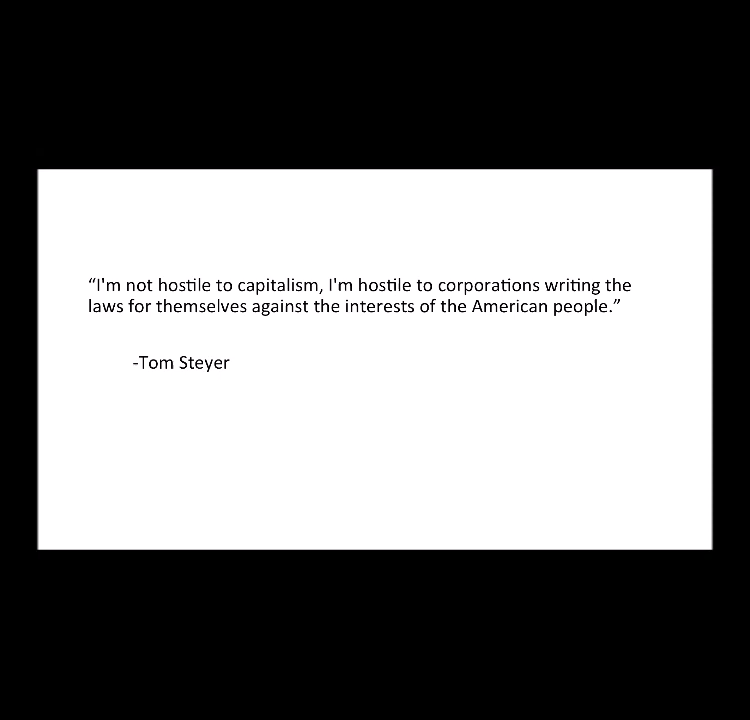 “I'm not hostile to capitalism, I'm hostile to corporations writing the
laws for themselves against the interests of the American people.”
-Tom Steyer